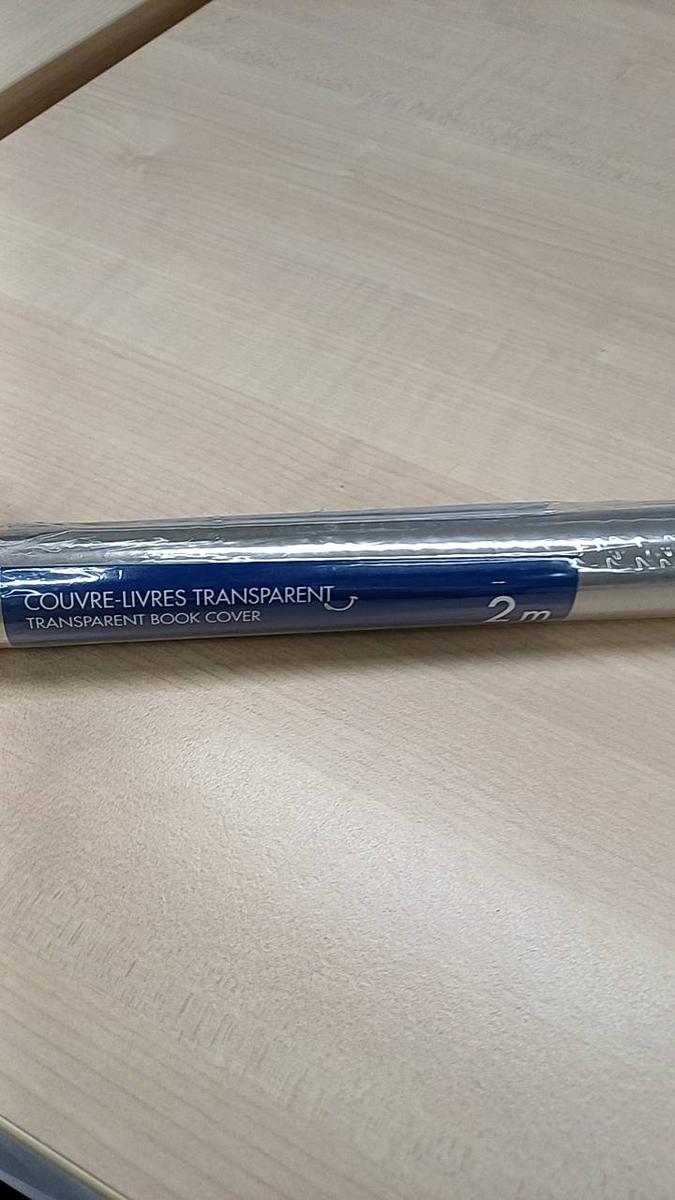 COUVRE-LIVRES TRANSPARENT
TRANSPARENT BOOK COVER
2 m